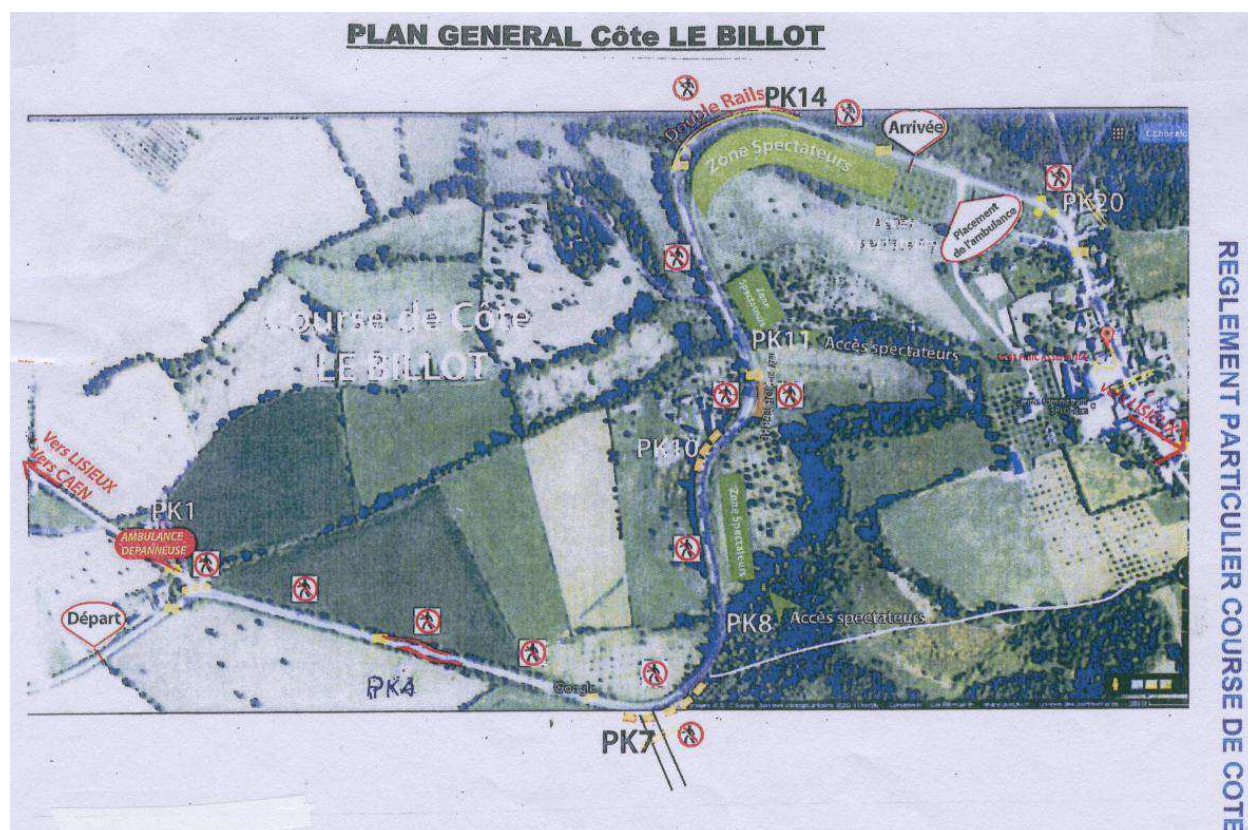 PLAN GENERAL Côte LE BILLOT
Double Rails
PK14
Arrivée
Zone Spectateurs
PK20
Placement
de l'ambulance
Zone
Spectateurs
Course de Côte
LE BILLOT
PK11
Accès spectateurs
Vers LISIEUX
Vers LISIEUX
Vers CAEN
PK10
PK1
AMBULANCE
DEPANNEUSE
Zone Spectateurs
Départ
PK8
Accès spectateurs
PK4
Google
PK7
REGLEMENT PARTICULIER COURSE DE COTE